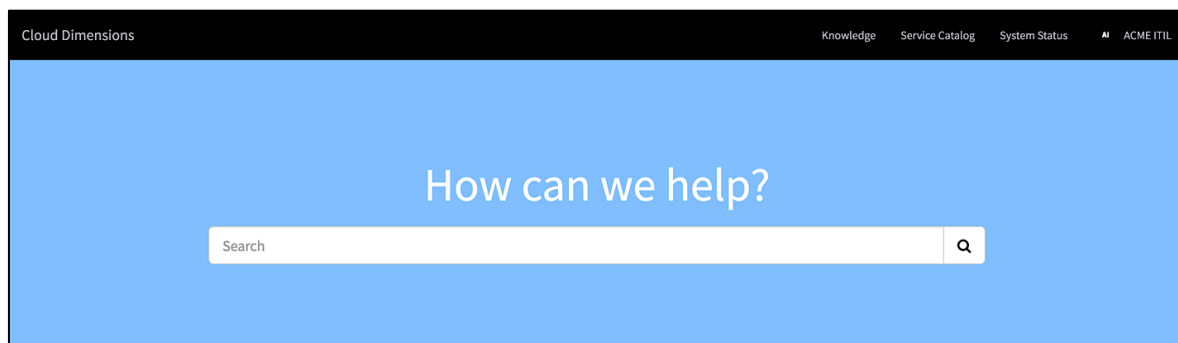 Cloud Dimensions Knowledge Service Catalog System Status AI ACME ITIL
How can we help?
Search